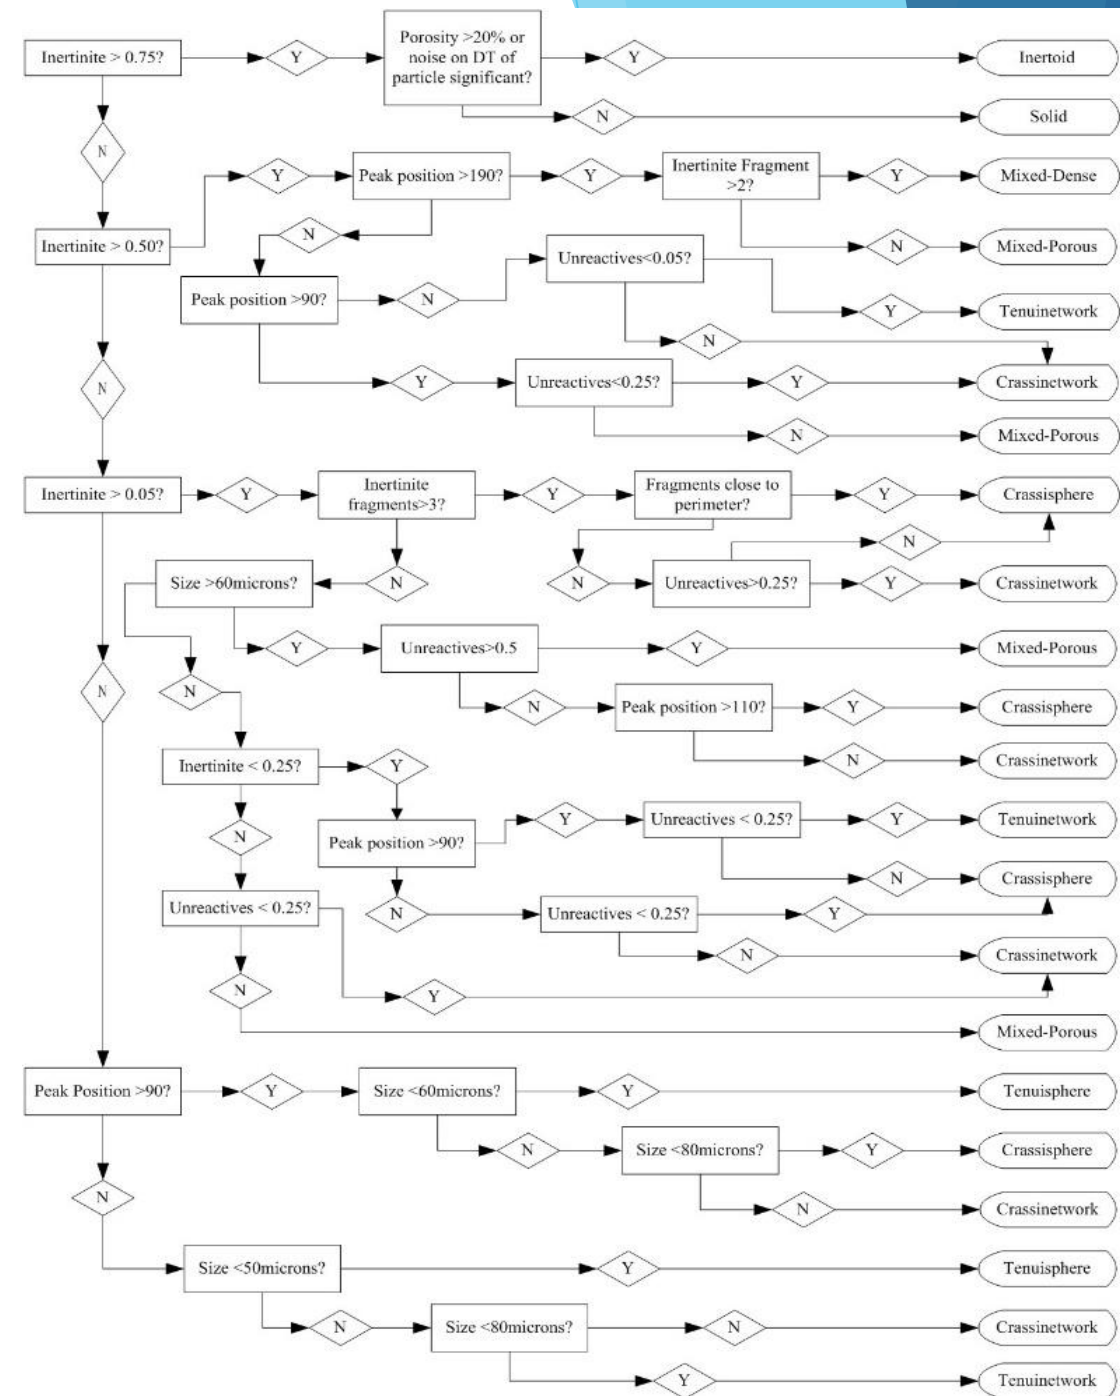 Inertinite > 0.75?
Y
Porosity >20% or
noise on DT of
particle significant?
Y
Inertoid
N
Solid
N
Inertinite > 0.50?
Y
Peak position >190?
Y
Inertinite Fragment
>2?
Y
Mixed-Dense
N
Mixed-Porous
N
Peak position >90?
N
Unreactives<0.05?
Y
Tenuinetwork
N
Y
Unreactives<0.25?
Y
Crassinetwork
N
Mixed-Porous
N
Inertinite > 0.05?
Y
Inertinite
fragments>3?
Y
Fragments close to
perimeter?
Y
Crassisphere
N
N
Unreactives>0.25?
Y
Crassinetwork
N
Size >60microns?
Y
Unreactives>0.5
Y
Mixed-Porous
N
N
N
Peak position >110?
Y
Crassisphere
N
Crassinetwork
Inertinite < 0.25?
Y
N
Peak position >90?
Y
Unreactives < 0.25?
Y
Tenuinetwork
N
Crassisphere
Unreactives < 0.25?
N
Unreactives < 0.25?
Y
N
Crassinetwork
N
Y
Mixed-Porous
Peak Position >90?
Y
Size <60microns?
Y
Tenuisphere
N
Size <80microns?
Y
Crassisphere
N
N
Crassinetwork
Size <50microns?
Y
Tenuisphere
N
Size <80microns?
N
Crassinetwork
Y
Tenuinetwork